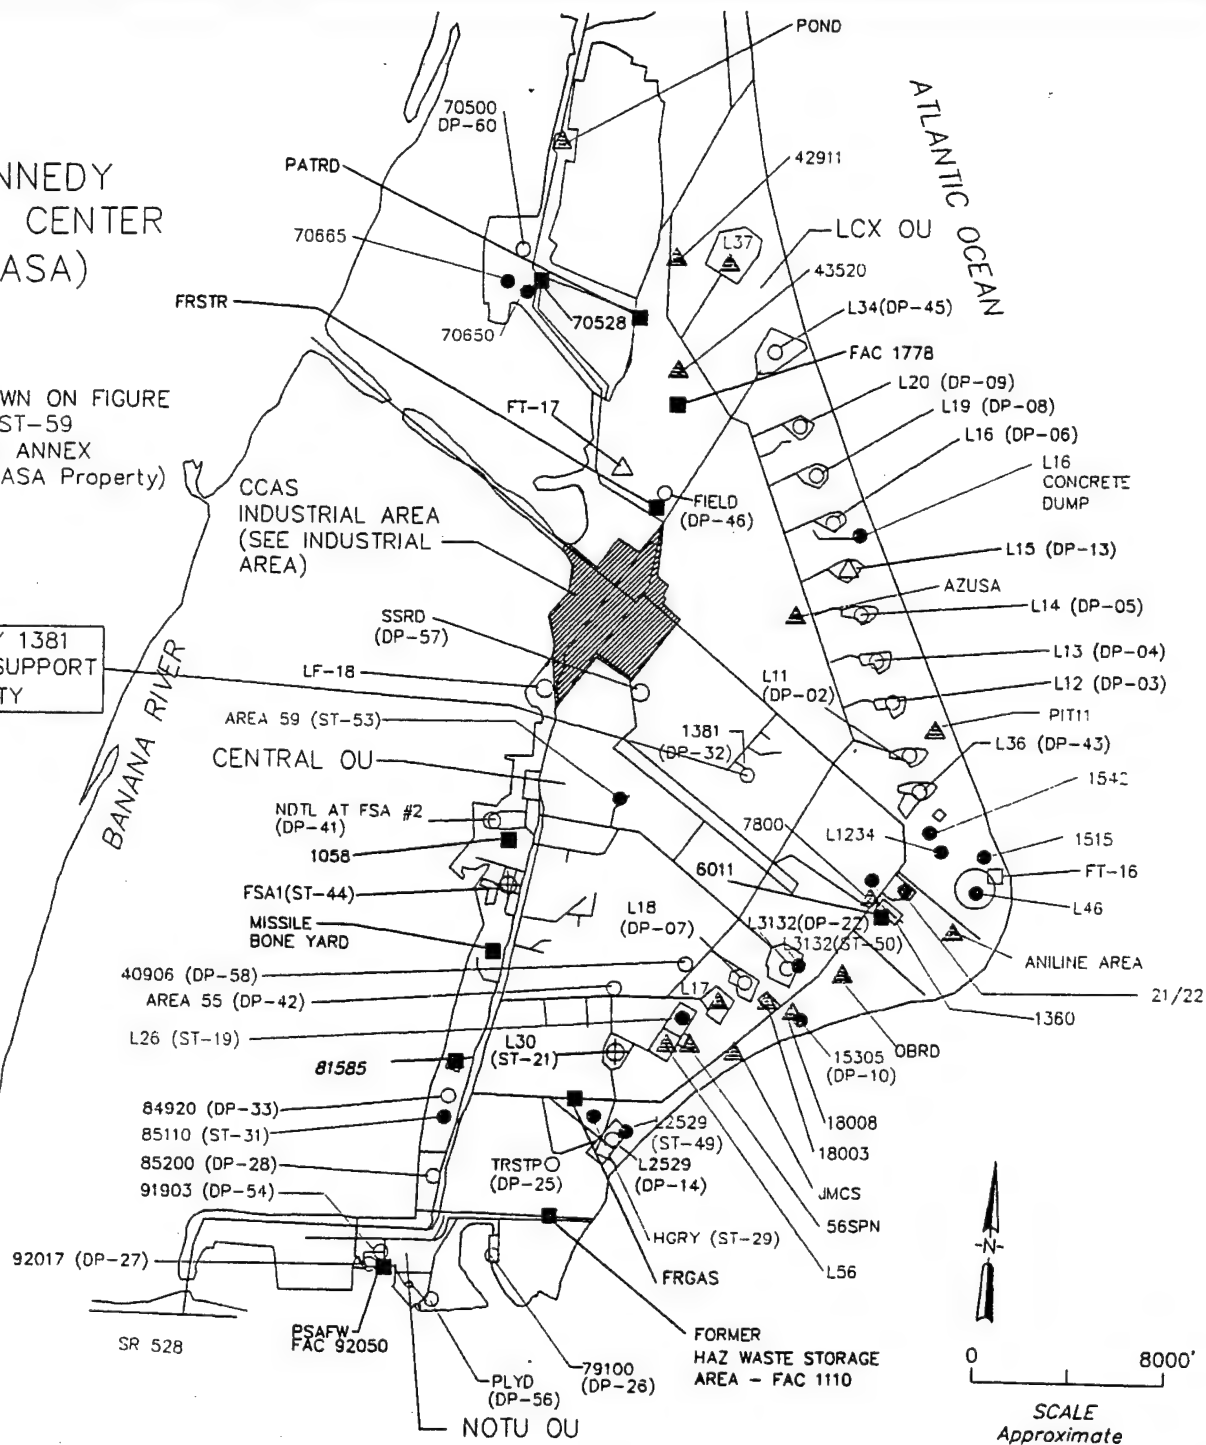 POND
ATLANTIC OCEAN
70500
DP-60
42911
PATRD
NNEDY
CENTER
ASA)
70665
L37
LCX OU
43520
FRSTR
70650
70528
L34(DP-45)
FAC 1778
L20 (DP-09)
WN ON FIGURE
ST-59
ANNEX
ASA Property)
FT-17
L19 (DP-08)
L16 (DP-06)
L16
CONCRETE
DUMP
CCAS
INDUSTRIAL AREA
(SEE INDUSTRIAL
AREA)
FIELD
(DP-46)
L15 (DP-13)
AZUSA
L14 (DP-05)
SSRD
(DP-57)
1381
SUPPORT
TY
BANANA RIVER
LF-18
L13 (DP-04)
L11
(DP-02)
L12 (DP-03)
AREA 59 (ST-53)
1381
(DP-32)
PIT11
L36 (DP-43)
CENTRAL OU
1542
NDTL AT FSA #2
(DP-41)
7800
L1234
1515
1058
6011
FT-16
FSA1(ST-44)
L18
(DP-07)
L3132(DP-22)
L3132(ST-50)
L46
MISSILE
BONE YARD
ANILINE AREA
40906 (DP-58)
AREA 55 (DP-42)
L17
21/22
1360
L26 (ST-19)
L30
(ST-21)
OBRD
15305
(DP-10)
81585
84920 (DP-33)
85110 (ST-31)
L2529
(ST-49)
18008
18003
85200 (DP-28)
TRSTP
(DP-25)
L2529
(DP-14)
JMCS
91903 (DP-54)
56SPN
HGRY (ST-29)
92017 (DP-27)
L56
FRGAS
-N-
SR 528
PSAFW
FAC 92050
FORMER
HAZ WASTE STORAGE
AREA - FAC 1110
79100
(DP-26)
PLYD
(DP-56)
NOTU OU
0 8000'
SCALE
Approximate